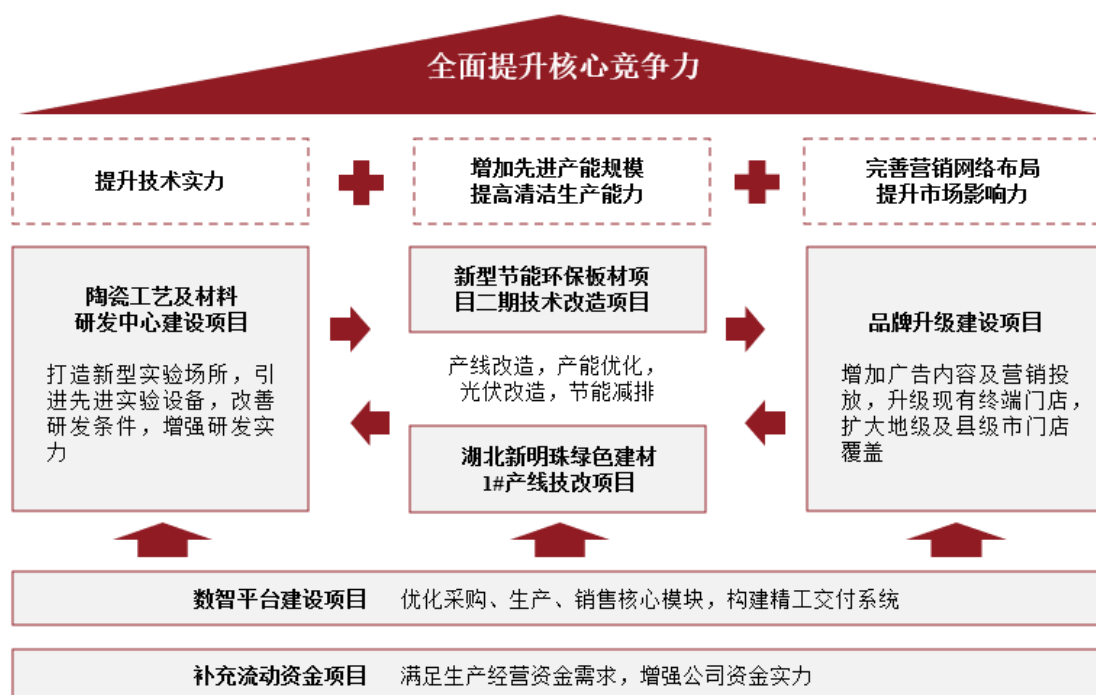 全面提升核心竞争力
提升技术实力
增加先进产能规模
提高清洁生产能力
完善营销网络布局
提升市场影响力
陶瓷工艺及材料
研发中心建设项目
打造新型实验场所，引
进先进实验设备，改善
研发条件，增强研发实
力
新型节能环保板材项
目二期技术改造项目
产线改造，产能优化，
光伏改造，节能减排
湖北新明珠绿色建材
1#产线技改项目
品牌升级建设项目
增加广告内容及营销投
放，升级现有终端门店，
扩大地级及县级市门店
覆盖
数智平台建设项目 优化采购、生产、销售核心模块，构建精工交付系统
补充流动资金项目 满足生产经营资金需求，增强公司资金实力